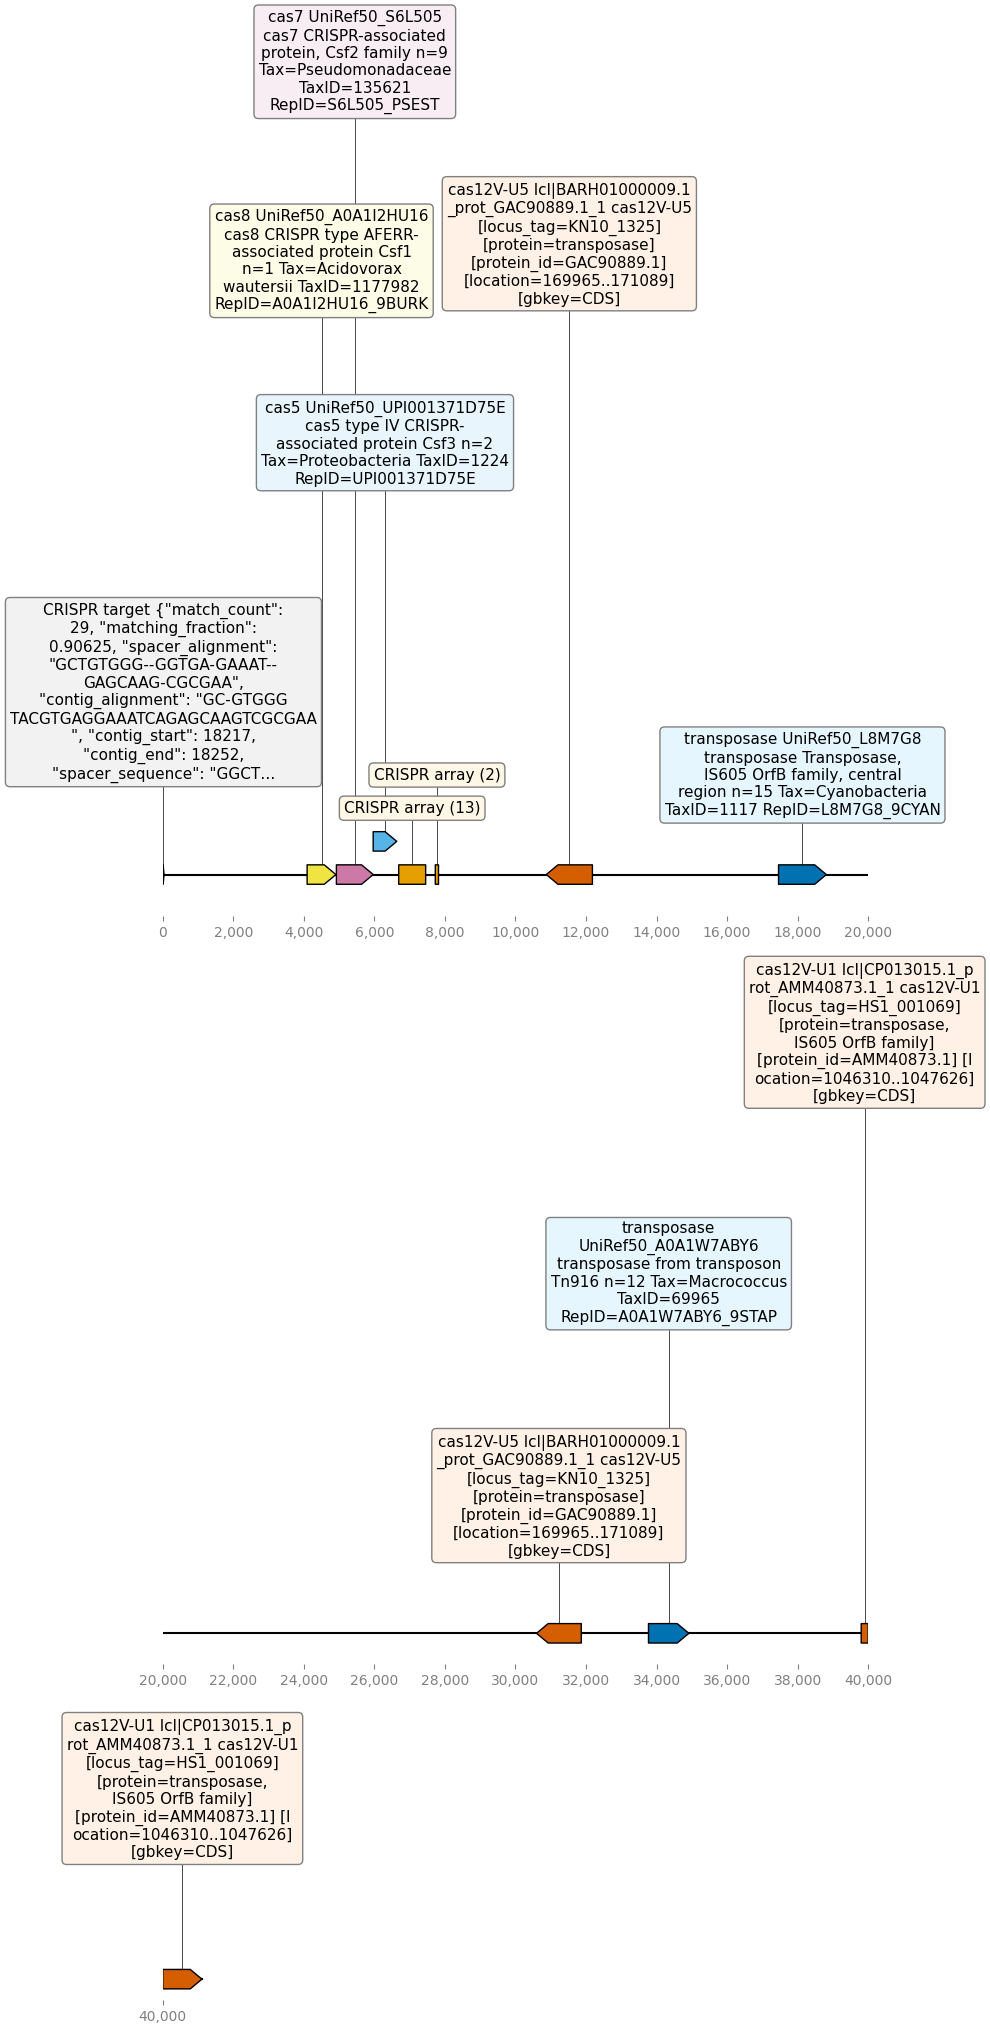 cas7 UniRef50_S6L505
cas7 CRISPR-associated
protein, Csf2 family n=9
Tax=Pseudomonadaceae
TaxID=135621
RepID=S6L505_PSEST
cas12V-U5 lcl|BARH01000009.1
_prot_GAC90889.1_1 cas12V-U5
[locus_tag=KN10_1325]
[protein=transposase]
[protein_id=GAC90889.1]
[location=169965..171089]
[gbkey=CDS]
cas8 UniRef50_A0A1I2HU16
cas8 CRISPR type AFERR-
associated protein Csf1
n=1 Tax=Acidovorax
wautersii TaxID=1177982
RepID=A0A1I2HU16_9BURK
cas5 UniRef50_UPI001371D75E
cas5 type IV CRISPR-
associated protein Csf3 n=2
Tax=Proteobacteria TaxID=1224
RepID=UPI001371D75E
CRISPR target {"match_count":
29, "matching_fraction":
0.90625, "spacer_alignment":
"GCTGTGGG--GGTGA-GAAAT--
GAGCAAG-CGCGAA",
"contig_alignment": "GC-GTGGG
TACGTGAGGAAATCAGAGCAAGTCGCGAA
", "contig_start": 18217,
"contig_end": 18252,
"spacer_sequence": "GGCT...
transposase UniRef50_L8M7G8
transposase Transposase,
IS605 OrfB family, central
region n=15 Tax=Cyanobacteria
TaxID=1117 RepID=L8M7G8_9CYAN
CRISPR array (2)
CRISPR array (13)
0 2,000 4,000 6,000 8,000 10,000 12,000 14,000 16,000 18,000 20,000
cas12V-U1 lcl|CP013015.1_p
rot_AMM40873.1_1 cas12V-U1
[locus_tag=HS1_001069]
[protein=transposase,
IS605 OrfB family]
[protein_id=AMM40873.1] [l
ocation=1046310..1047626]
[gbkey=CDS]
transposase
UniRef50_A0A1W7ABY6
transposase from transposon
Tn916 n=12 Tax=Macrococcus
TaxID=69965
RepID=A0A1W7ABY6_9STAP
cas12V-U5 lcl|BARH01000009.1
_prot_GAC90889.1_1 cas12V-U5
[locus_tag=KN10_1325]
[protein=transposase]
[protein_id=GAC90889.1]
[location=169965..171089]
[gbkey=CDS]
20,000 22,000 24,000 26,000 28,000 30,000 32,000 34,000 36,000 38,000 40,000
cas12V-U1 lcl|CP013015.1_p
rot_AMM40873.1_1 cas12V-U1
[locus_tag=HS1_001069]
[protein=transposase,
IS605 OrfB family]
[protein_id=AMM40873.1] [l
ocation=1046310..1047626]
[gbkey=CDS]
40,000